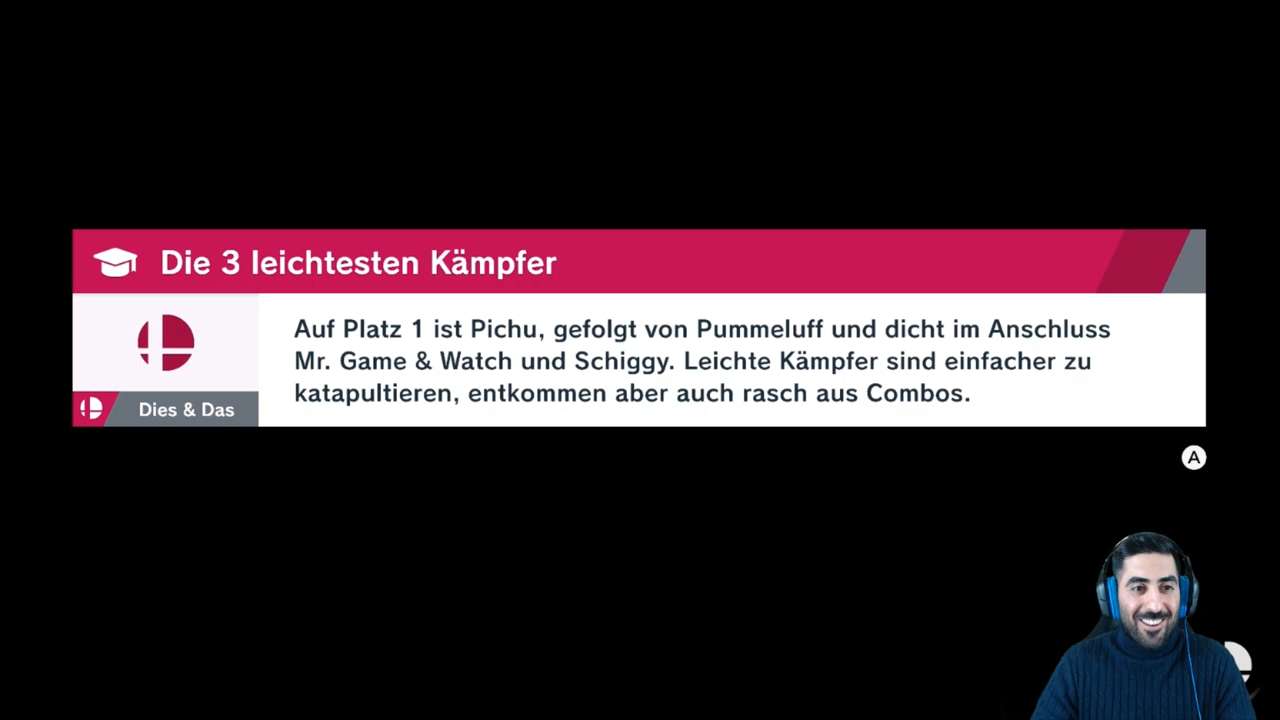 Die 3 leichtesten Kämpfer
Auf Platz 1 ist Pichu, gefolgt von Pummeluff und dicht im Anschluss
Mr. Game & Watch und Schiggy. Leichte Kämpfer sind einfacher zu
katapultieren, entkommen aber auch rasch aus Combos.
Dies & Das
A